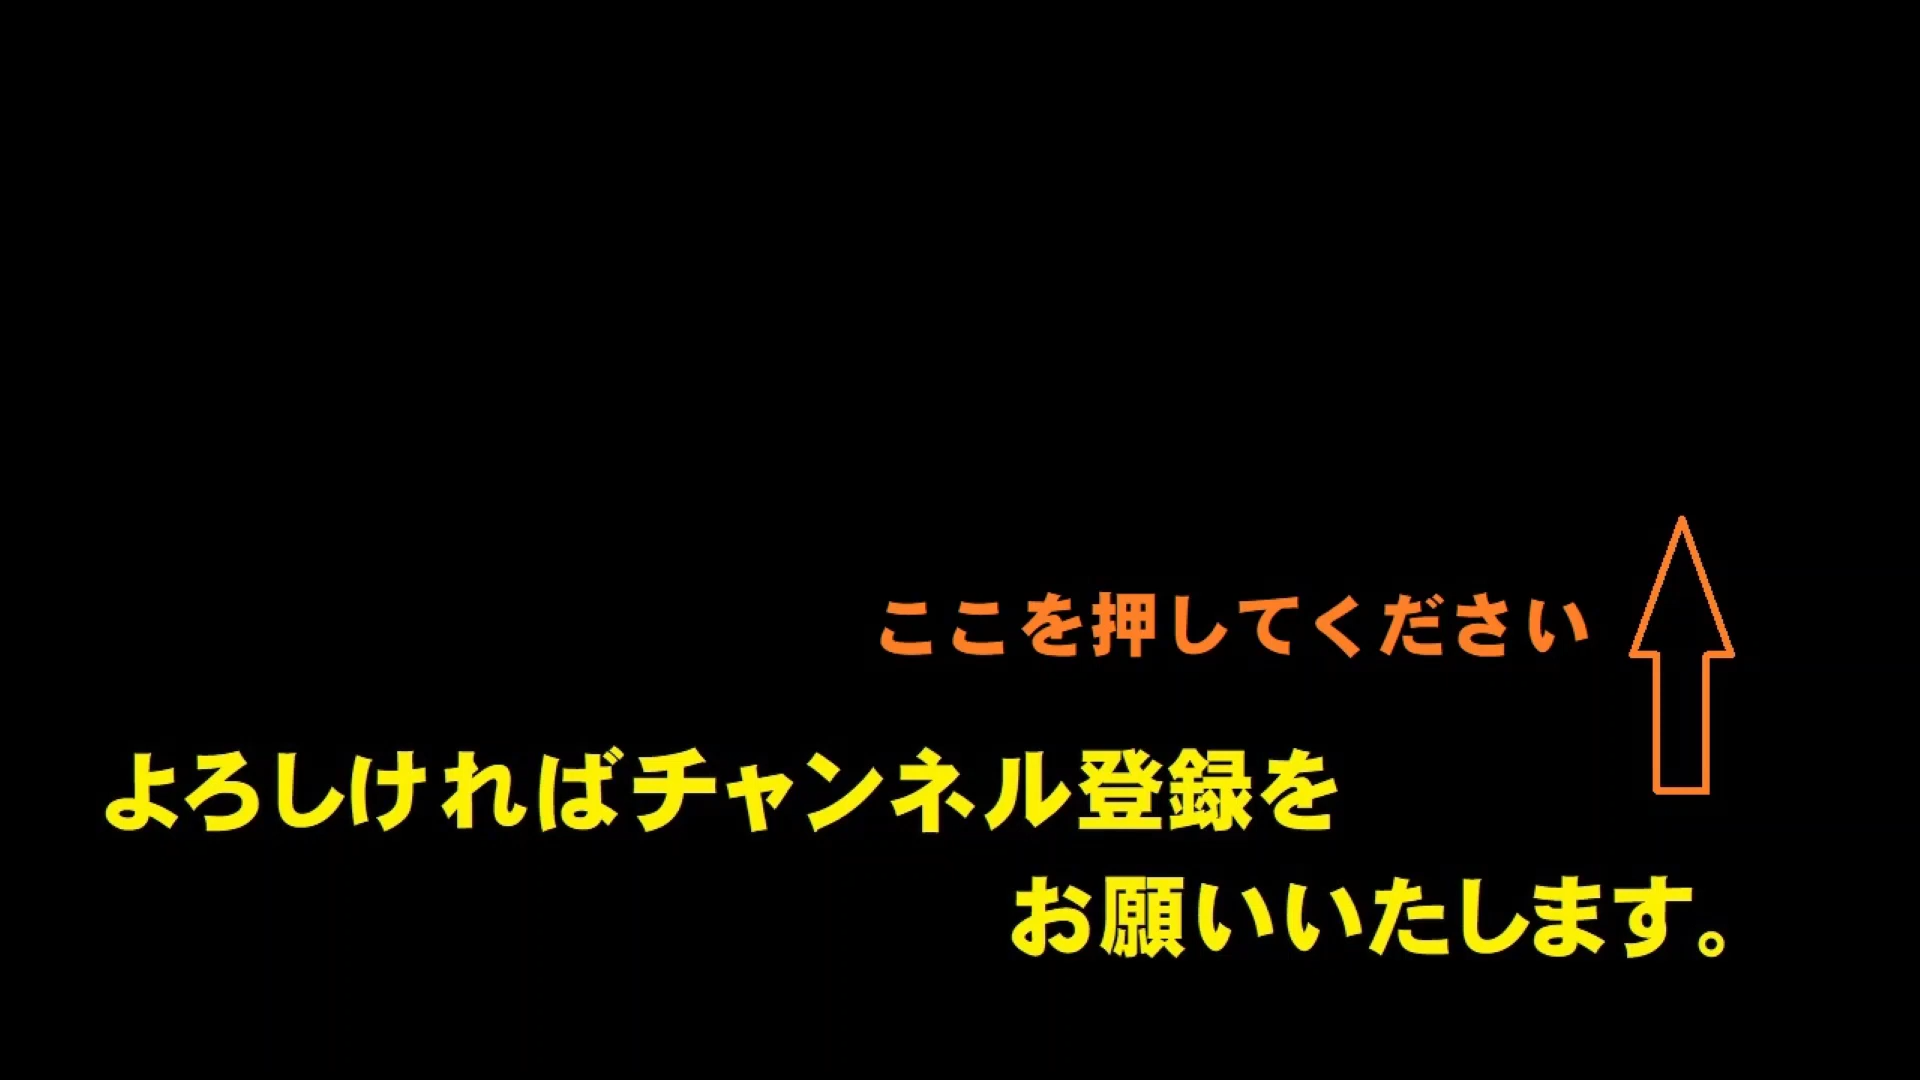 ここを押してください
よろしければチャンネル登録を
お願いいたします。